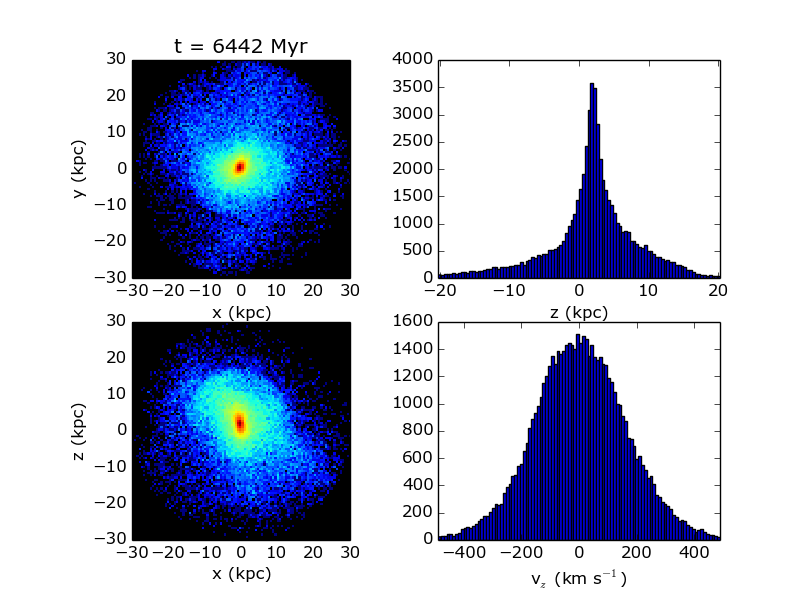 t = 6442 Myr
30
20
10
0
−10
−20
−30
y (kpc)
−30 −20 −10 0 10 20 30
x (kpc)
4000
3500
3000
2500
2000
1500
1000
500
0
−20 −10 0 10 20
z (kpc)
30
20
10
0
−10
−20
−30
z (kpc)
−30 −20 −10 0 10 20 30
x (kpc)
1600
1400
1200
1000
800
600
400
200
0
−400 −200 0 200 400
v_z (km s⁻¹)